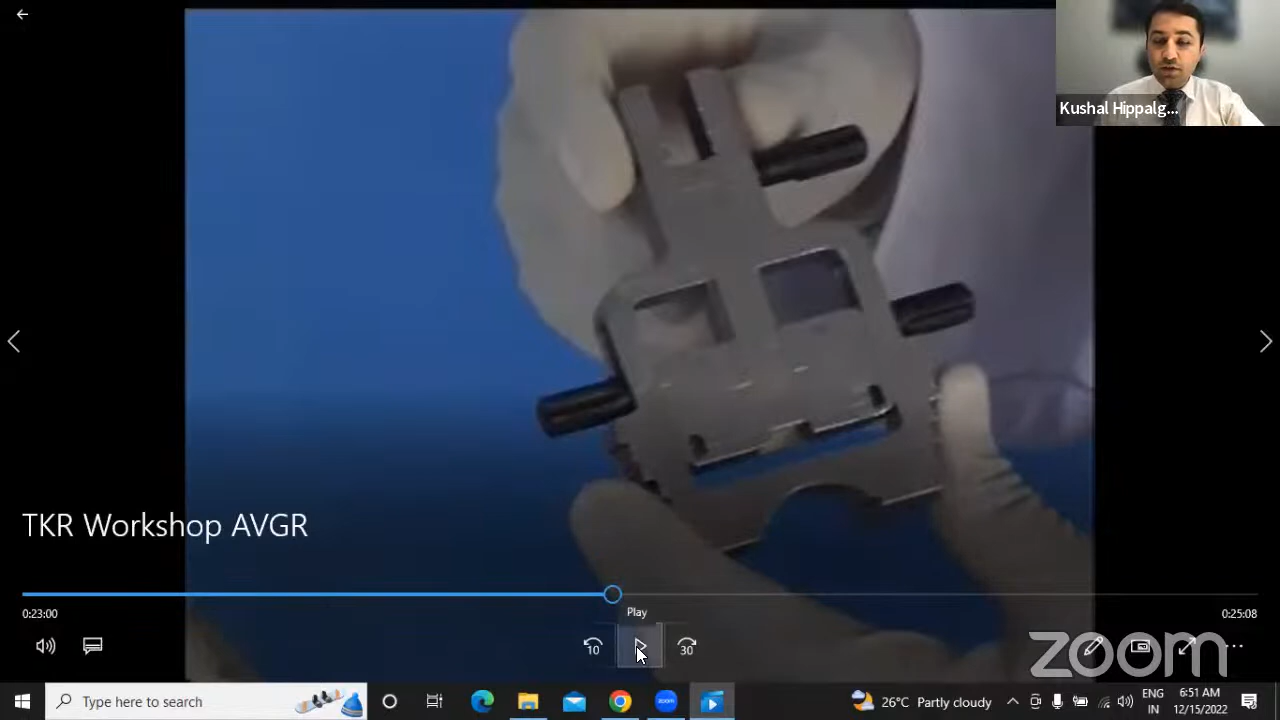 Kushal Hippalg...
TKR Workshop AVGR
Play
0:23:00
0:25:08
10
30
zoom
Type here to search
zoom
26°C Partly cloudy
ENG
IN
6:51 AM
12/15/2022